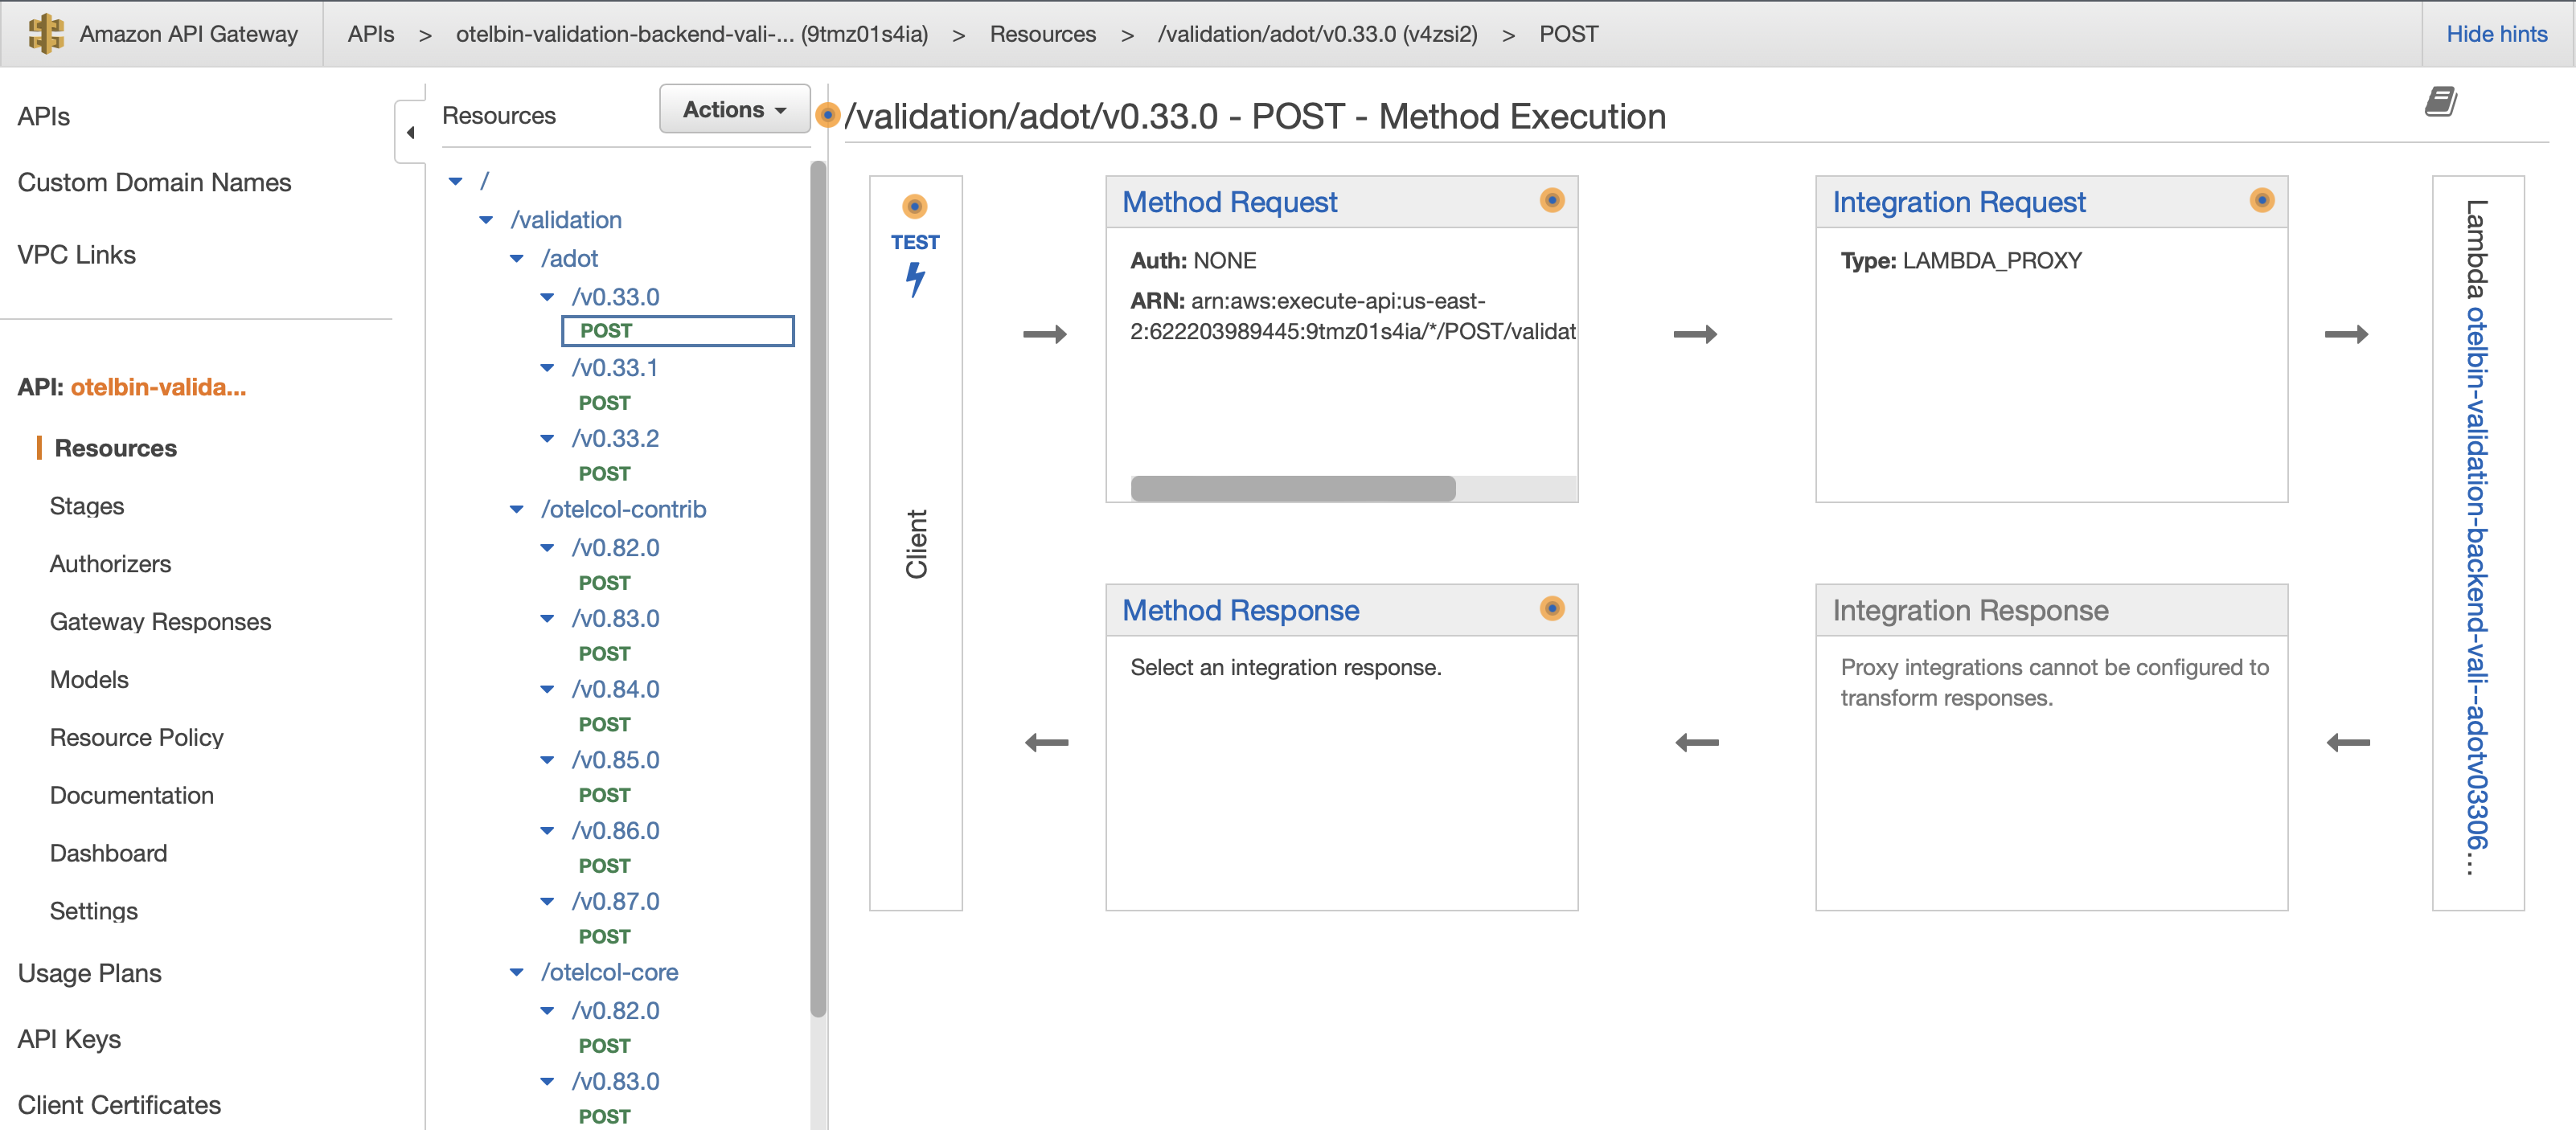 Amazon API Gateway
APIs > otelbin-validation-backend-vali-... (9tmz01s4ia) > Resources > /validation/adot/v0.33.0 (v4zsi2) > POST
Hide hints
APIs
Custom Domain Names
VPC Links
API: otelbin-valida...
Resources
Stages
Authorizers
Gateway Responses
Models
Resource Policy
Documentation
Dashboard
Settings
Usage Plans
API Keys
Client Certificates
Resources
Actions
/
/validation
/adot
/v0.33.0
POST
/v0.33.1
POST
/v0.33.2
POST
/otelcol-contrib
/v0.82.0
POST
/v0.83.0
POST
/v0.84.0
POST
/v0.85.0
POST
/v0.86.0
POST
/v0.87.0
POST
/otelcol-core
/v0.82.0
POST
/v0.83.0
POST
/validation/adot/v0.33.0 - POST - Method Execution
TEST
Client
Method Request
Auth: NONE
ARN: arn:aws:execute-api:us-east-
2:622203989445:9tmz01s4ia/*/POST/validat
Integration Request
Type: LAMBDA_PROXY
Lambda otelbin-validation-backend-vali--adotv03306...
Method Response
Select an integration response.
Integration Response
Proxy integrations cannot be configured to
transform responses.